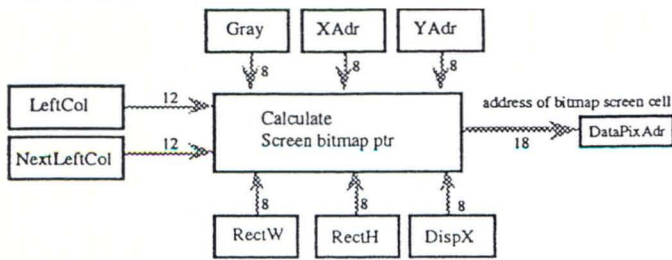 Gray XAdr YAdr
8 8 8
LeftCol 12 address of bitmap screen cell
Calculate
Screen bitmap ptr DataPixAdr
NextLeftCol 12 18
8 8 8
RectW RectH DispX